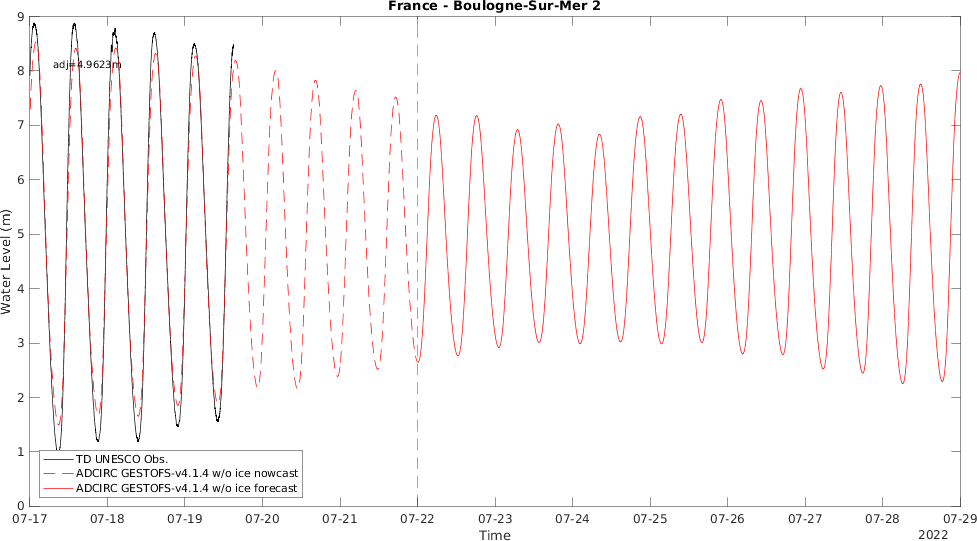 France - Boulogne-Sur-Mer 2
9
8
7
6
5
4
3
2
1
0
Water Level (m)
adj=4.9623m
TD UNESCO Obs.
ADCIRC GESTOFS-v4.1.4 w/o ice nowcast
ADCIRC GESTOFS-v4.1.4 w/o ice forecast
07-17 07-18 07-19 07-20 07-21 07-22 07-23 07-24 07-25 07-26 07-27 07-28 07-29
Time
2022